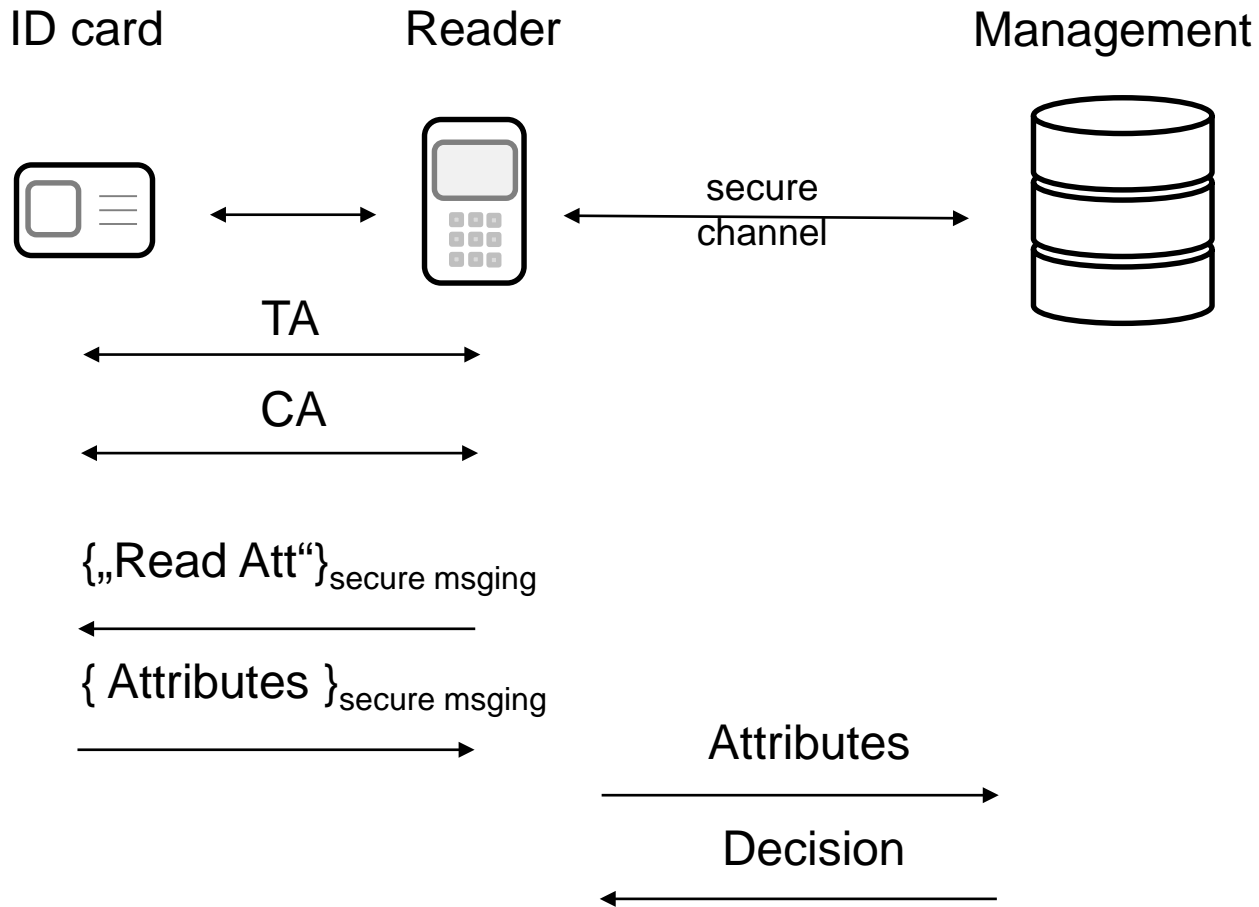 ID card Reader Management
secure
channel
TA
CA
{„Read Att“}secure msging
{ Attributes }secure msging
Attributes
Decision